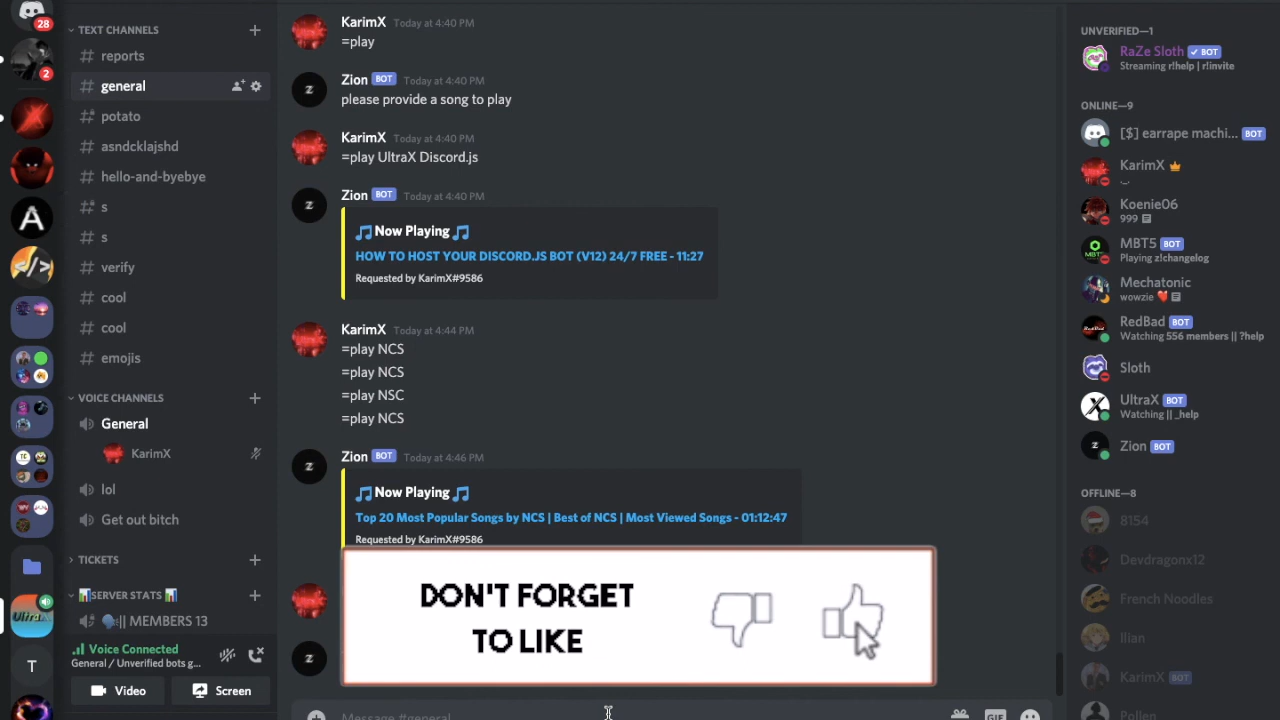 28
2
TEXT CHANNELS
reports
general
potato
asndcklajshd
hello-and-byebye
s
s
verify
cool
cool
emojis
VOICE CHANNELS
General
KarimX
lol
Get out bitch
TICKETS
📊SERVER STATS 📊
🗣️|| MEMBERS 13
Voice Connected
General / Unverified bots g...
Video
Screen
KarimX Today at 4:40 PM
=play
Zion BOT Today at 4:40 PM
please provide a song to play
KarimX Today at 4:40 PM
=play UltraX Discord.js
Zion BOT Today at 4:40 PM
🎵Now Playing🎵
HOW TO HOST YOUR DISCORD.JS BOT (V12) 24/7 FREE - 11:27
Requested by KarimX#9586
KarimX Today at 4:44 PM
=play NCS
=play NCS
=play NSC
=play NCS
Zion BOT Today at 4:46 PM
🎵Now Playing🎵
Top 20 Most Popular Songs by NCS | Best of NCS | Most Viewed Songs - 01:12:47
Requested by KarimX#9586
DON'T FORGET
TO LIKE
Message #general
GIF
UNVERIFIED—1
RaZe Sloth ✓ BOT
Streaming r!help | r!invite
ONLINE—9
[$] earrape machi... BOT
KarimX
._.
Koenie06
999
MBT5 BOT
Playing z!changelog
Mechatonic
wowzie ❤️
RedBad BOT
Watching 556 members || ?help
Sloth
UltraX BOT
Watching || _help
Zion BOT
OFFLINE—8
8154
Devdragonx12
French Noodles
Ilian
KarimX BOT
Pollen